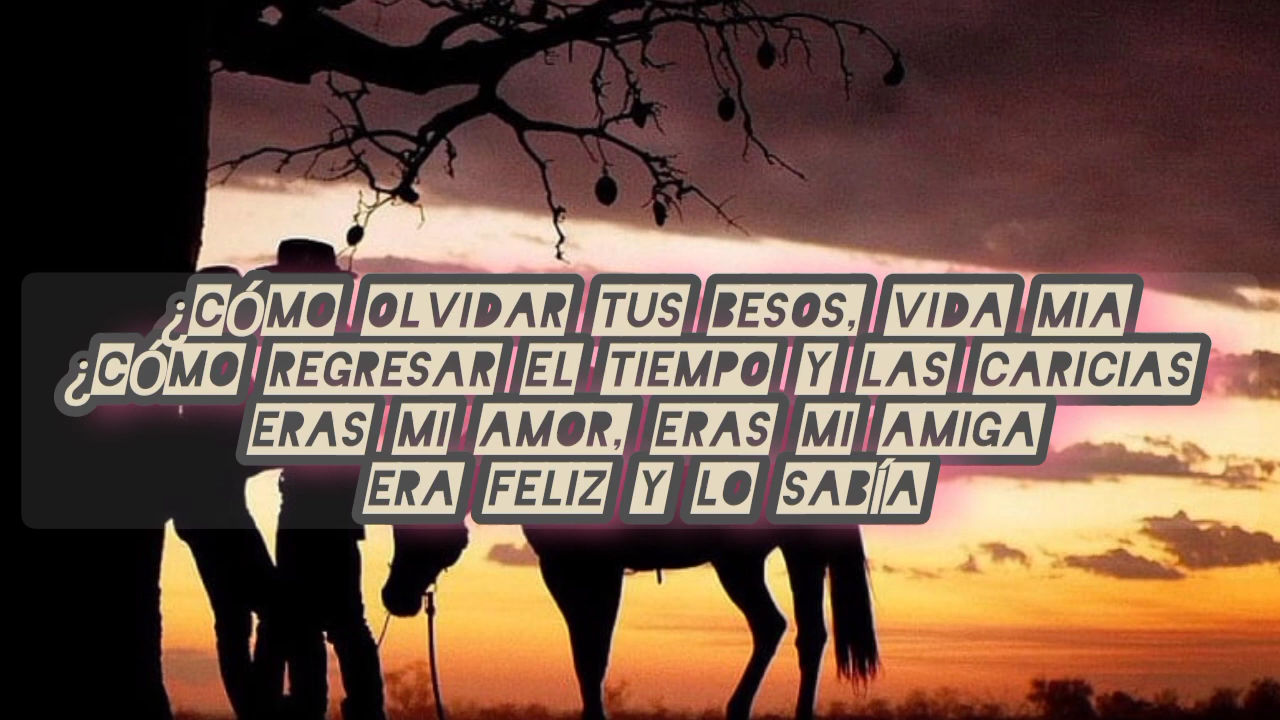 ¿CÓMO OLVIDAR TUS BESOS, VIDA MIA
¿CÓMO REGRESAR EL TIEMPO Y LAS CARICIAS
ERAS MI AMOR, ERAS MI AMIGA
ERA FELIZ Y LO SABÍA